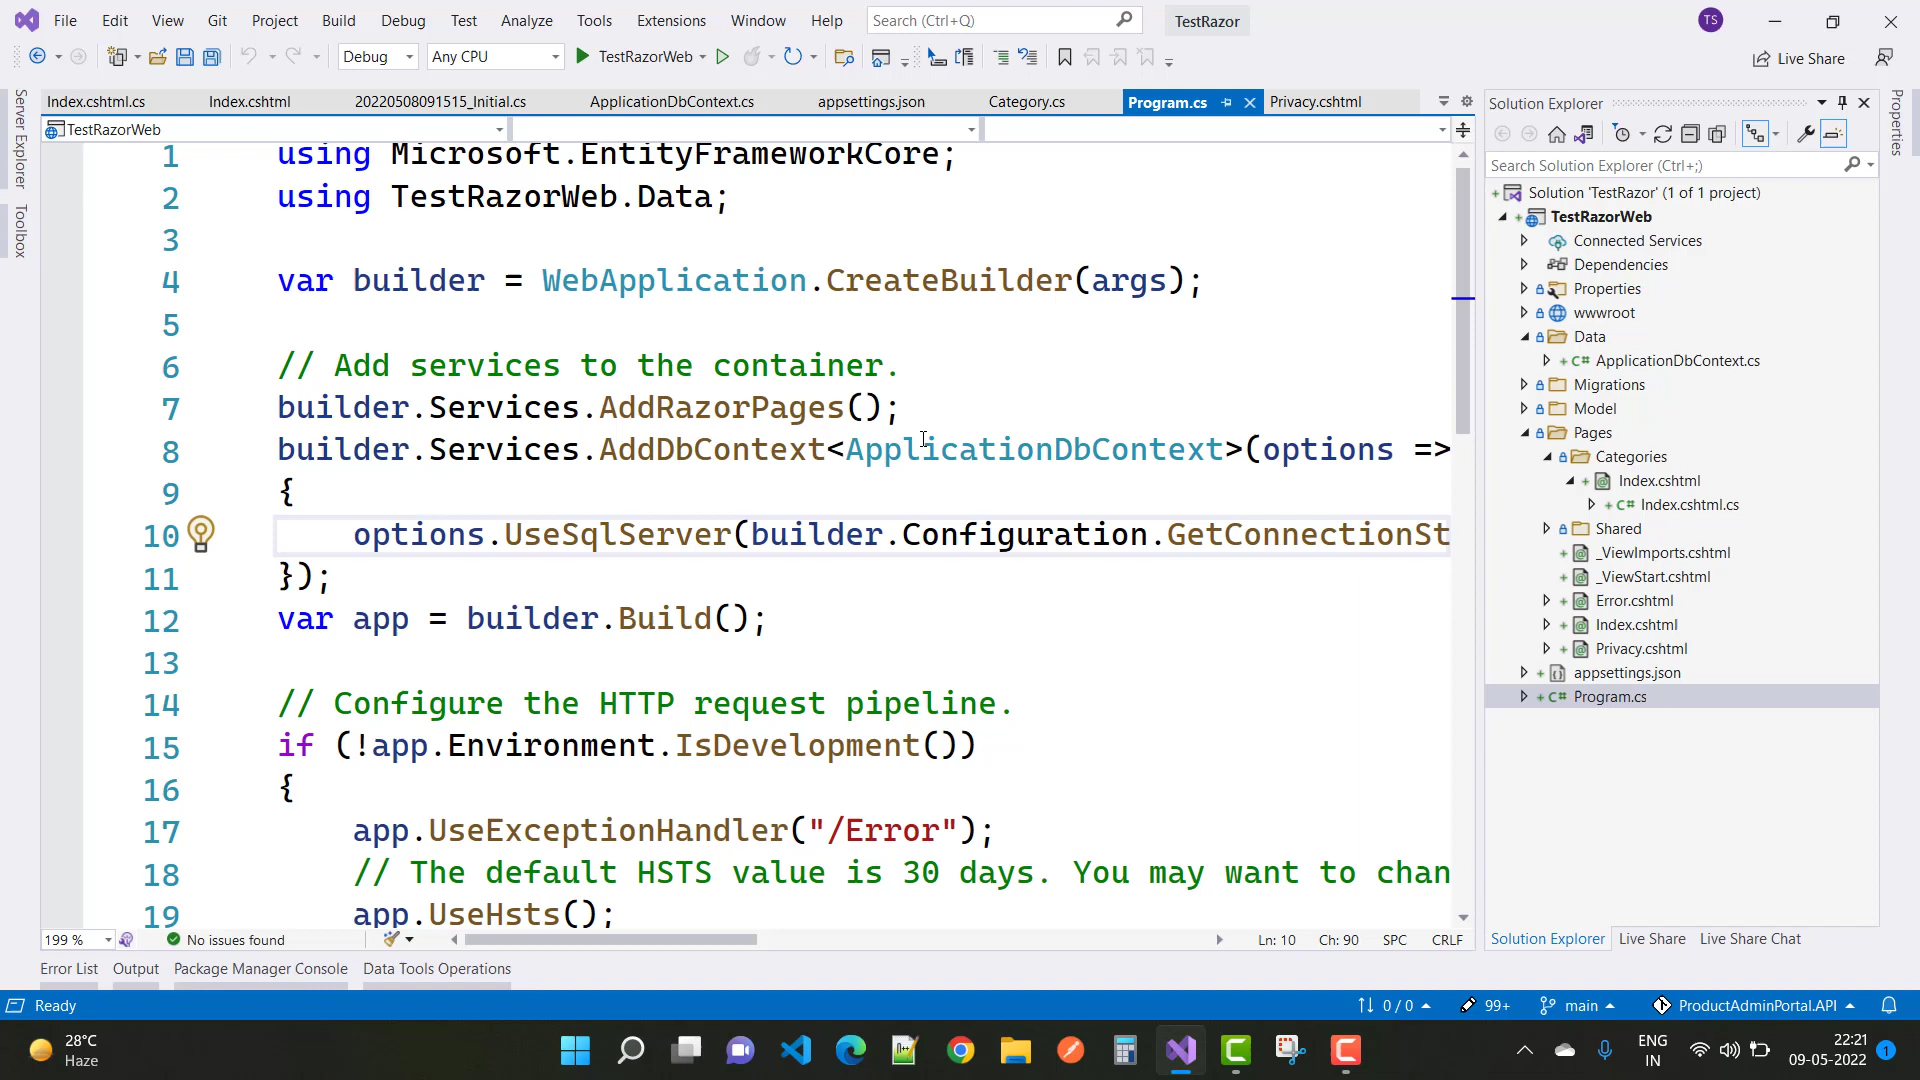 File Edit View Git Project Build Debug Test Analyze Tools Extensions Window Help Search (Ctrl+Q) TestRazor TS
Debug Any CPU TestRazorWeb Live Share
Server Explorer
Toolbox
Index.cshtml.cs Index.cshtml 20220508091515_Initial.cs ApplicationDbContext.cs appsettings.json Category.cs Program.cs Privacy.cshtml
TestRazorWeb
1 using Microsoft.EntityFrameworkCore;
2 using TestRazorWeb.Data;
3
4 var builder = WebApplication.CreateBuilder(args);
5
6 // Add services to the container.
7 builder.Services.AddRazorPages();
8 builder.Services.AddDbContext<ApplicationDbContext>(options =>
9 {
10 options.UseSqlServer(builder.Configuration.GetConnectionSt
11 });
12 var app = builder.Build();
13
14 // Configure the HTTP request pipeline.
15 if (!app.Environment.IsDevelopment())
16 {
17 app.UseExceptionHandler("/Error");
18 // The default HSTS value is 30 days. You may want to chan
19 app.UseHsts();
199 % No issues found Ln: 10 Ch: 90 SPC CRLF
Solution Explorer
Search Solution Explorer (Ctrl+;)
Solution 'TestRazor' (1 of 1 project)
TestRazorWeb
Connected Services
Dependencies
Properties
wwwroot
Data
C# ApplicationDbContext.cs
Migrations
Model
Pages
Categories
Index.cshtml
C# Index.cshtml.cs
Shared
_ViewImports.cshtml
_ViewStart.cshtml
Error.cshtml
Index.cshtml
Privacy.cshtml
appsettings.json
C# Program.cs
Solution Explorer Live Share Live Share Chat
Properties
Error List Output Package Manager Console Data Tools Operations
Ready 0 / 0 99+ main ProductAdminPortal.API
28°C
Haze
ENG
IN
22:21
09-05-2022
1